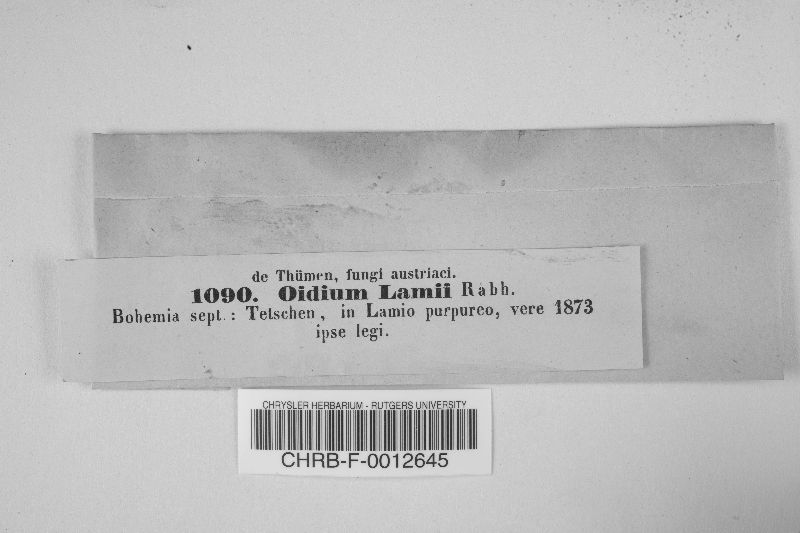 de Thümen, fungi austriaci.
1090. Oidium Lamii Rabh.
Bohemia sept.: Tetschen, in Lamio purpureo, vere 1873
ipse legi.
CHRYSLER HERBARIUM - RUTGERS UNIVERSITY
CHRB-F-0012645